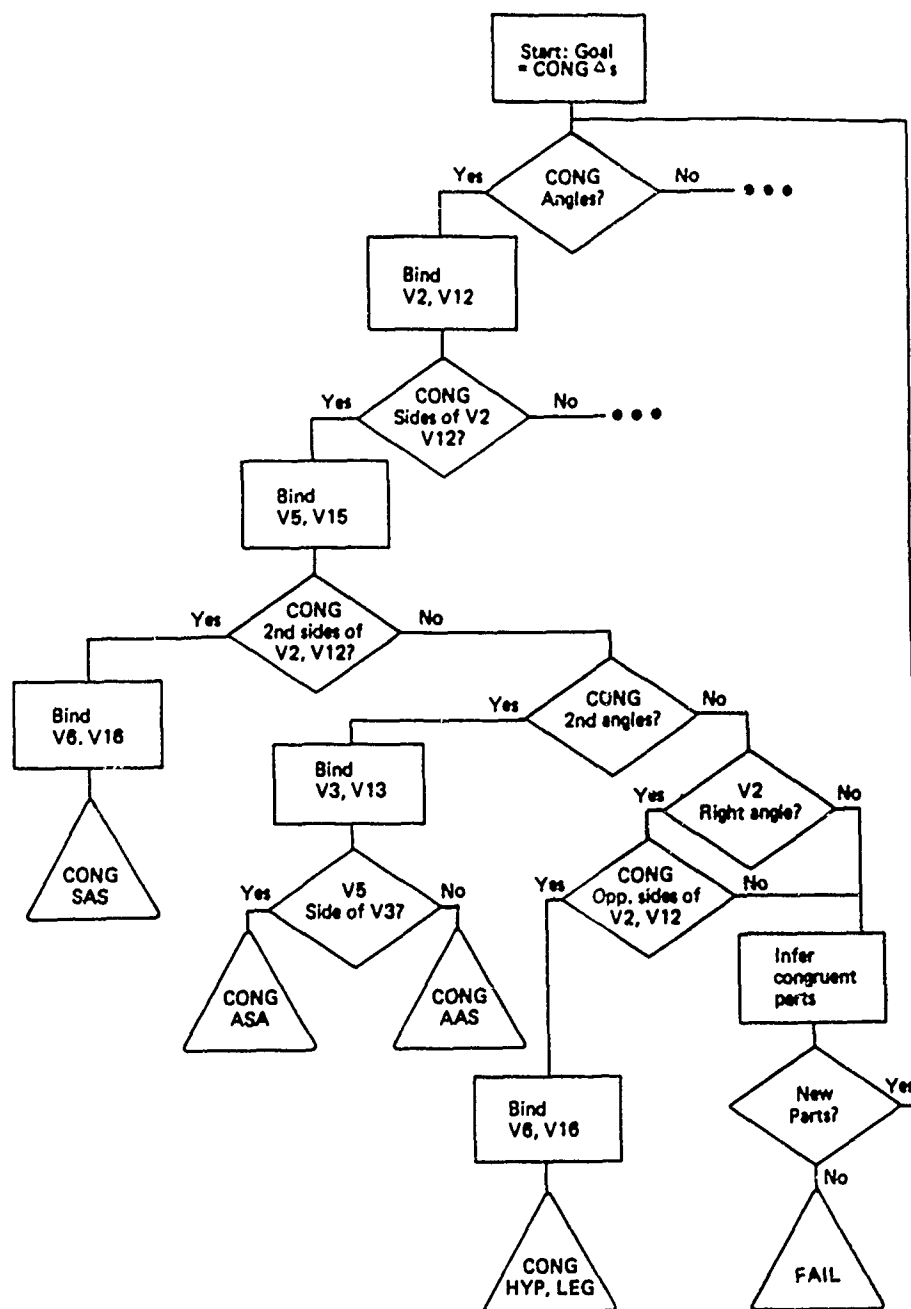 Start: Goal
= CONG △ s
Yes
CONG
Angles?
No
Bind
V2, V12
Yes
CONG
Sides of V2
V12?
No
Bind
V5, V15
Yes
CONG
2nd sides of
V2, V12?
No
Bind
V6, V16
CONG
SAS
Yes
CONG
2nd angles?
No
Bind
V3, V13
Yes
V2
Right angle?
No
Yes
V5
Side of V3?
No
Yes
CONG
Opp. sides of
V2, V12
No
CONG
ASA
CONG
AAS
Infer
congruent
parts
Bind
V6, V16
New
Parts?
Yes
No
CONG
HYP, LEG
FAIL